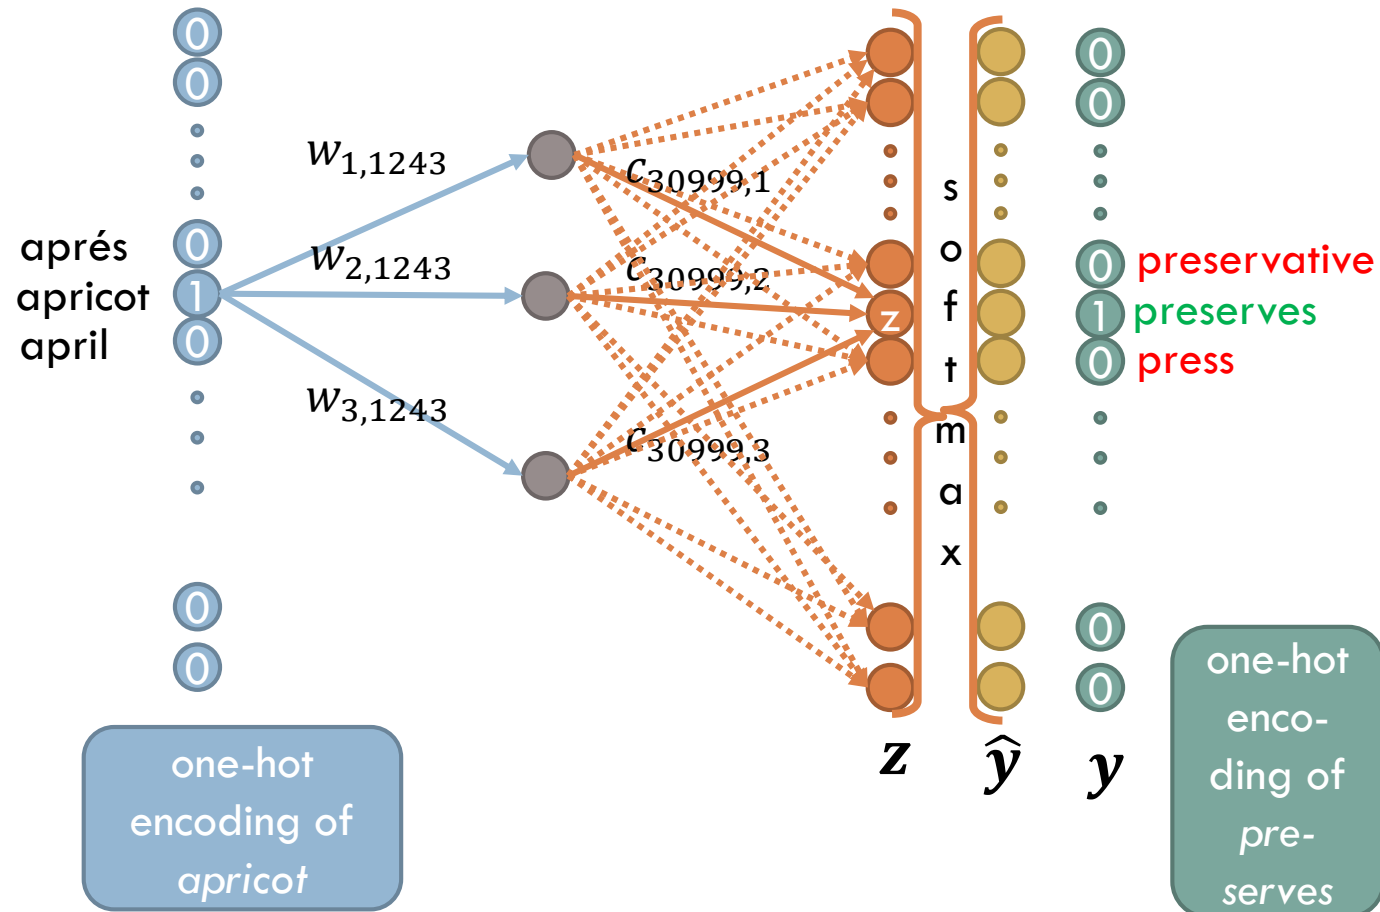 0
0
0
1
0
0
0
aprés
apricot
april
w₁,₁₂₄₃
w₂,₁₂₄₃
w₃,₁₂₄₃
c₃₀₉₉₉,₁
c₃₀₉₉₉,₂
c₃₀₉₉₉,₃
z
s
o
f
t
m
a
x
0
0
0 preservative
1 preserves
0 press
0
0
z
ŷ
y
one-hot
encoding of
apricot
one-hot
enco-
ding of
pre-
serves